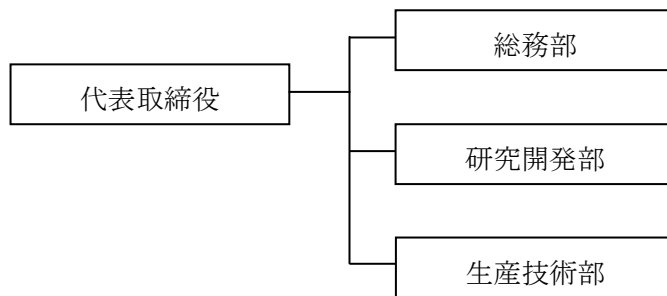 総務部
代表取締役
研究開発部
生産技術部